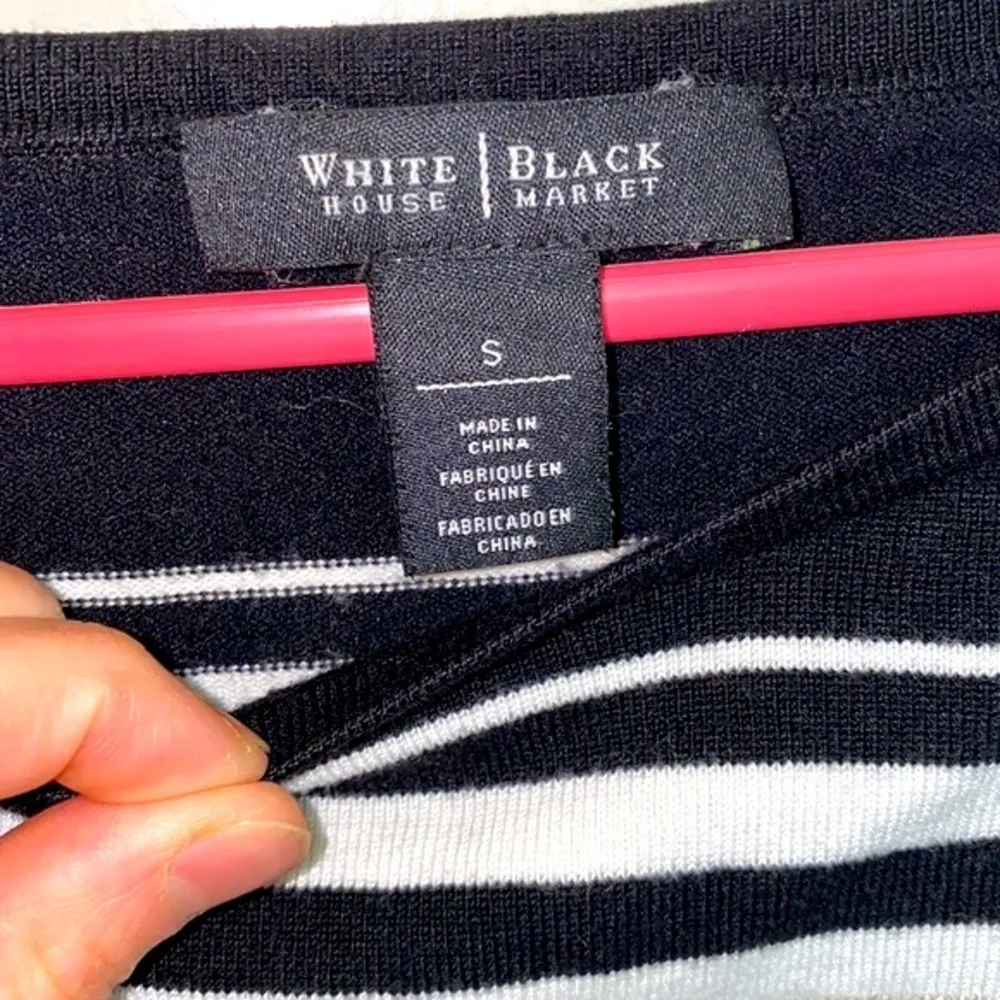 WHITE | BLACK
HOUSE | MARKET
S
MADE IN
CHINA
FABRIQUÉ EN
CHINE
FABRICADO EN
CHINA